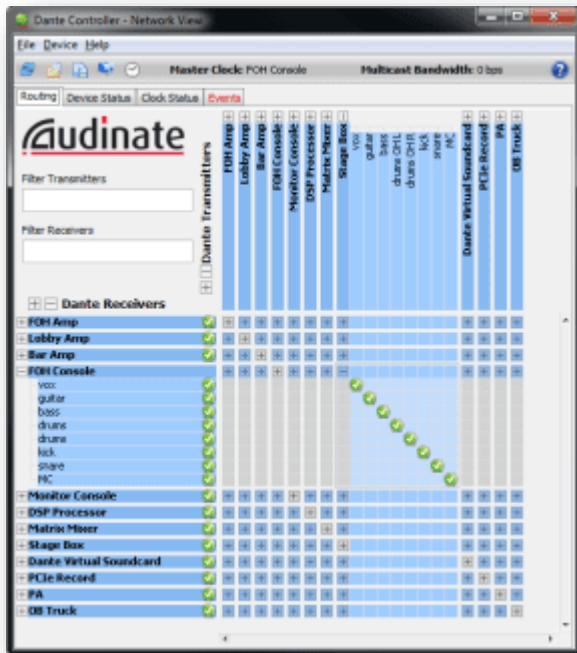 Dante Controller - Network View
File Device Help
Master Clock: FOH Console
Multicast Bandwidth: 0 bps
Routing
Device Status
Clock Status
Events
Audinate
Filter Transmitters
Filter Receivers
Dante Transmitters
FOH Amp
Lobby Amp
Bar Amp
FOH Console
Monitor Console
DSP Processor
Matrix Mixer
Stage Box
vox
guitar
bass
drums OH L
drums OH R
kick
snare
MC
Dante Virtual Soundcard
PCIe Record
PA
OB Truck
Dante Receivers
FOH Amp
Lobby Amp
Bar Amp
FOH Console
vox
guitar
bass
drums
drums
kick
snare
MC
Monitor Console
DSP Processor
Matrix Mixer
Stage Box
Dante Virtual Soundcard
PCIe Record
PA
OB Truck